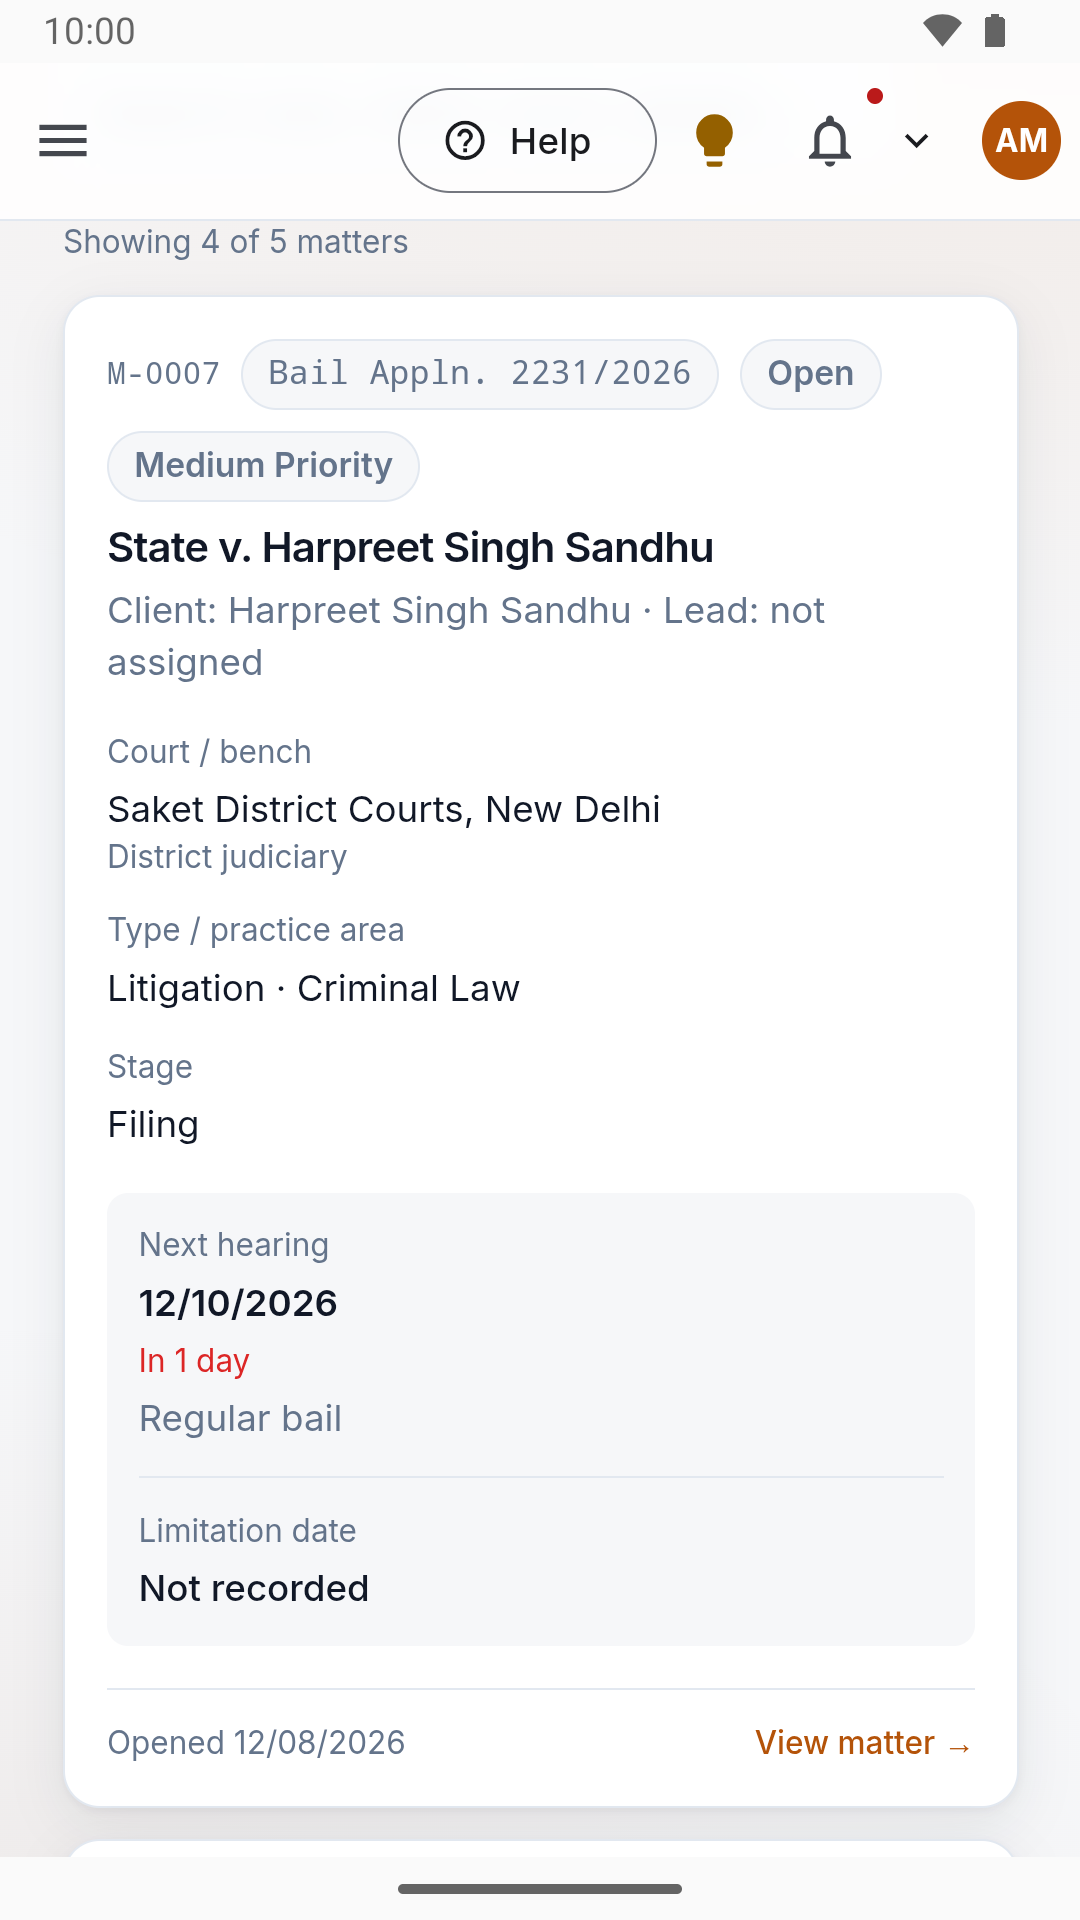 10:00
Help
AM
Showing 4 of 5 matters
M-0007 Bail Appln. 2231/2026 Open
Medium Priority
State v. Harpreet Singh Sandhu
Client: Harpreet Singh Sandhu · Lead: not
assigned
Court / bench
Saket District Courts, New Delhi
District judiciary
Type / practice area
Litigation · Criminal Law
Stage
Filing
Next hearing
12/10/2026
In 1 day
Regular bail
Limitation date
Not recorded
Opened 12/08/2026 View matter →